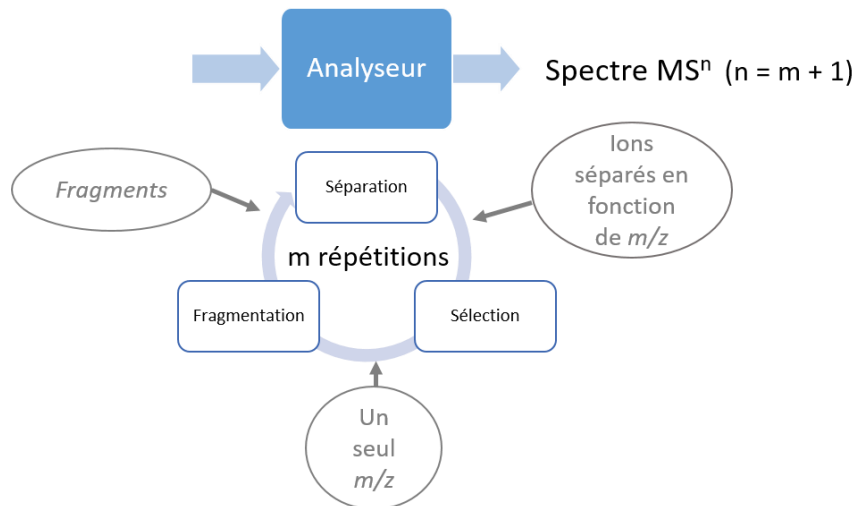 Analyseur
Spectre MSⁿ (n = m + 1)
Fragments
Séparation
Ions
séparés en
fonction
de m/z
m répétitions
Fragmentation
Sélection
Un
seul
m/z